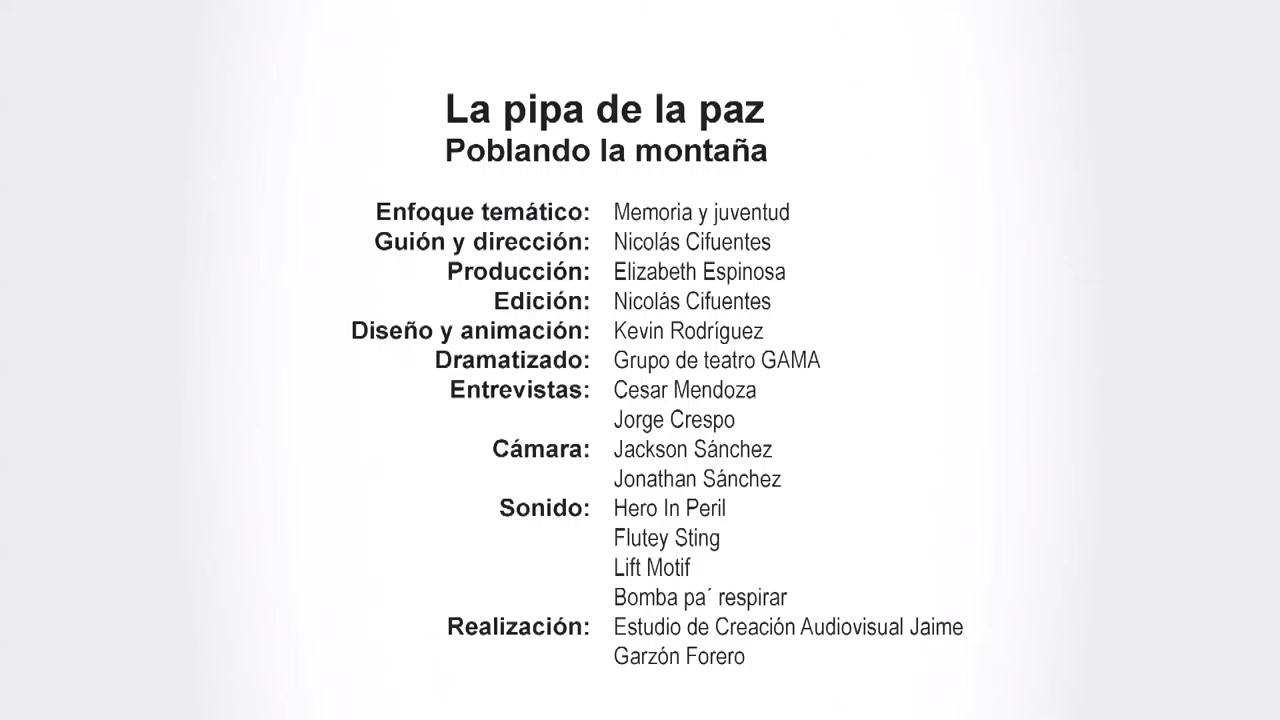 La pipa de la paz
Poblando la montaña
Enfoque temático: Memoria y juventud
Guión y dirección: Nicolás Cifuentes
Producción: Elizabeth Espinosa
Edición: Nicolás Cifuentes
Diseño y animación: Kevin Rodríguez
Dramatizado: Grupo de teatro GAMA
Entrevistas: Cesar Mendoza
Jorge Crespo
Cámara: Jackson Sánchez
Jonathan Sánchez
Sonido: Hero In Peril
Flutey Sting
Lift Motif
Bomba pa´ respirar
Realización: Estudio de Creación Audiovisual Jaime
Garzón Forero